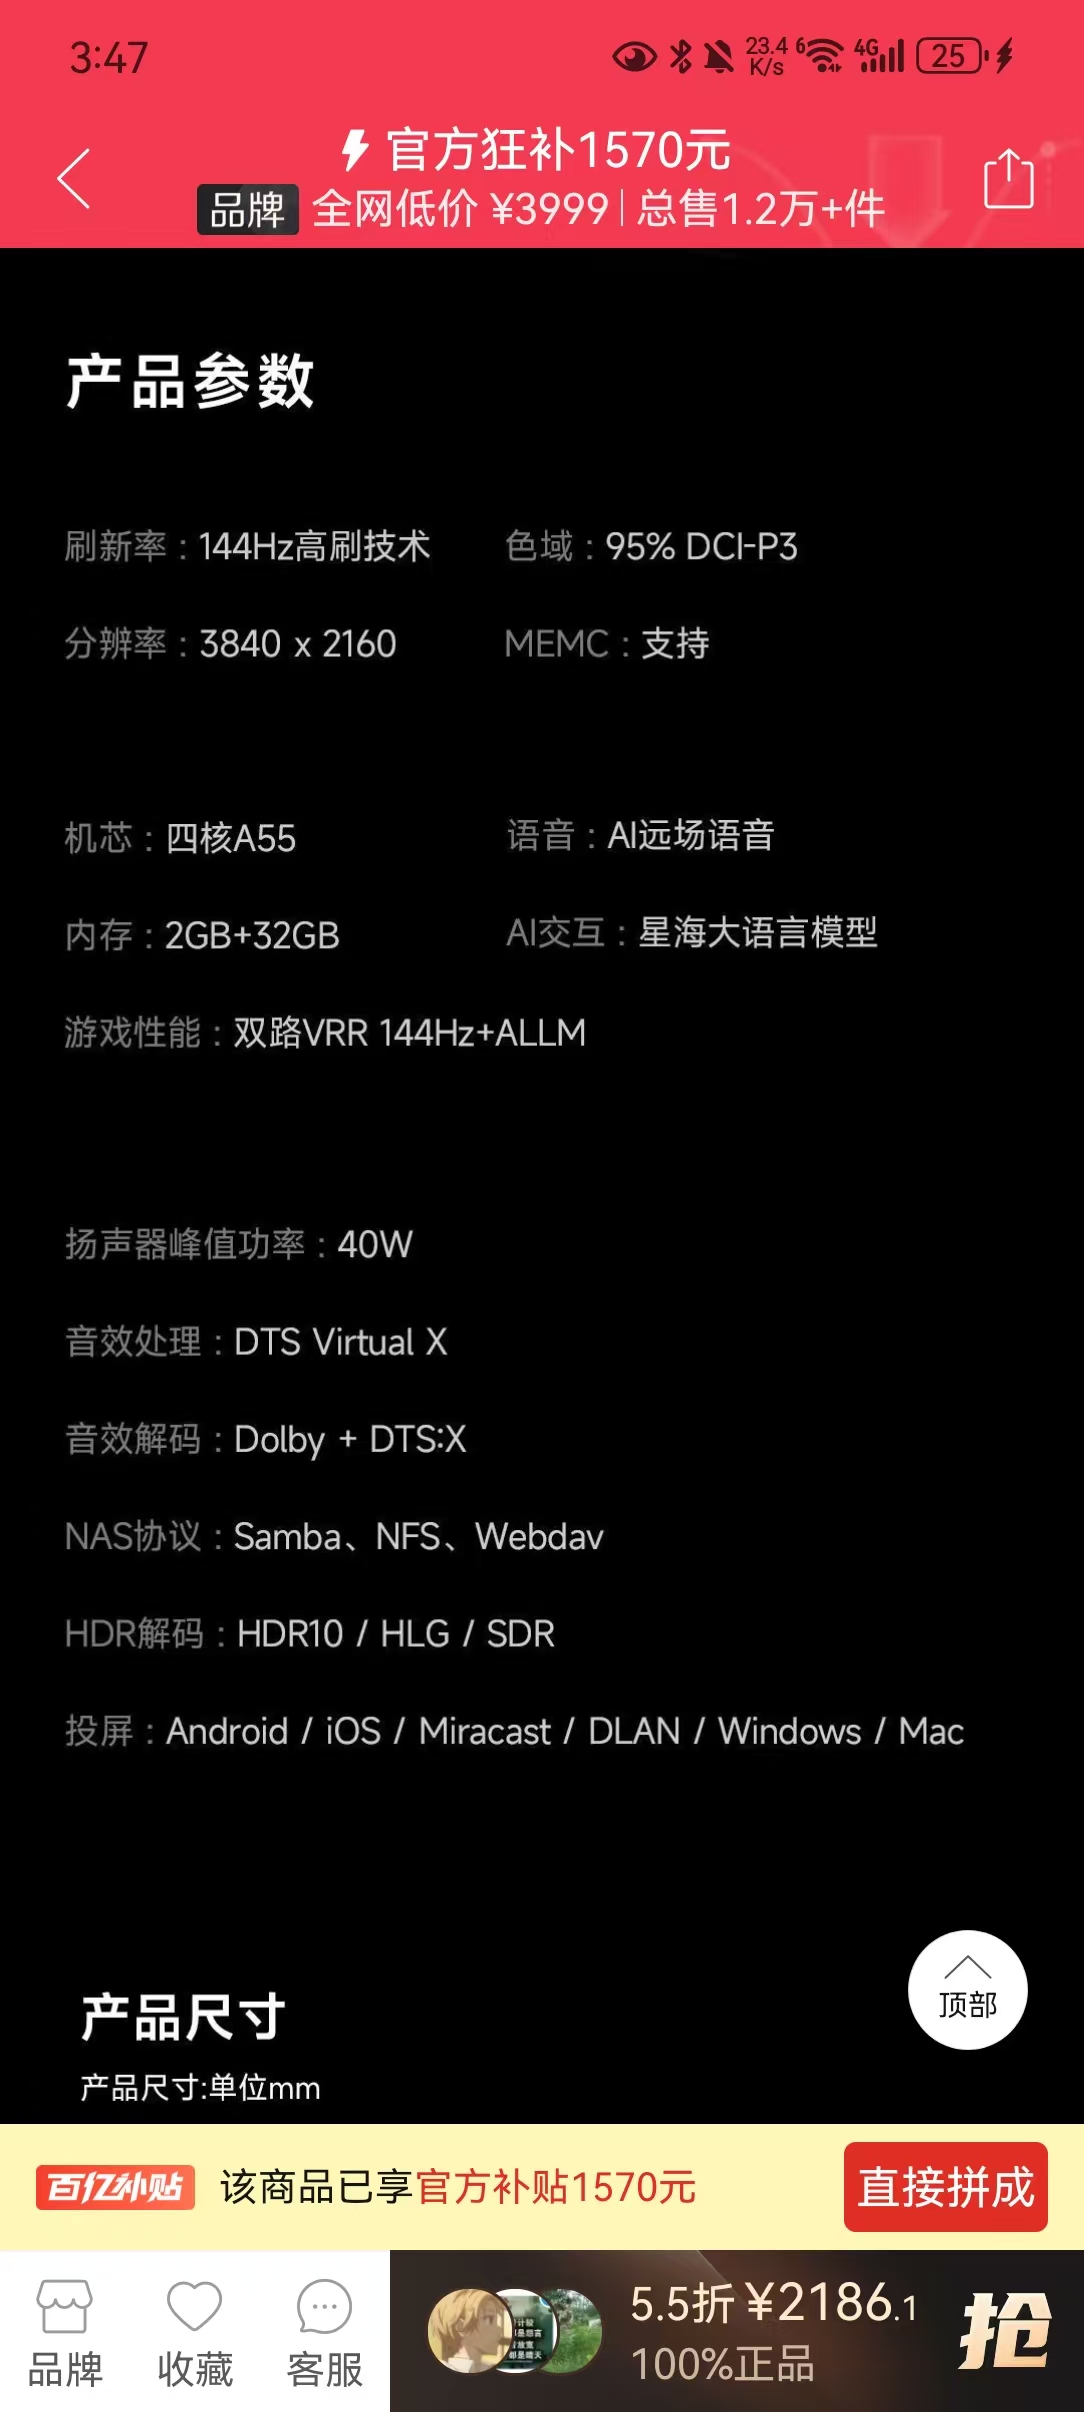 3:47
23.4 K/s 6 4G 25
官方狂补1570元
品牌 全网低价 ¥3999 | 总售1.2万+件
产品参数
刷新率：144Hz高刷技术 色域：95% DCI-P3
分辨率：3840 x 2160 MEMC：支持
机芯：四核A55 语音：AI远场语音
内存：2GB+32GB AI交互：星海大语言模型
游戏性能：双路VRR 144Hz+ALLM
扬声器峰值功率：40W
音效处理：DTS Virtual X
音效解码：Dolby + DTS:X
NAS协议：Samba、NFS、Webdav
HDR解码：HDR10 / HLG / SDR
投屏：Android / iOS / Miracast / DLAN / Windows / Mac
顶部
产品尺寸
产品尺寸:单位mm
百亿补贴 该商品已享官方补贴1570元 直接拼成
品牌 收藏 客服
5.5折 ¥2186.1
100%正品
抢